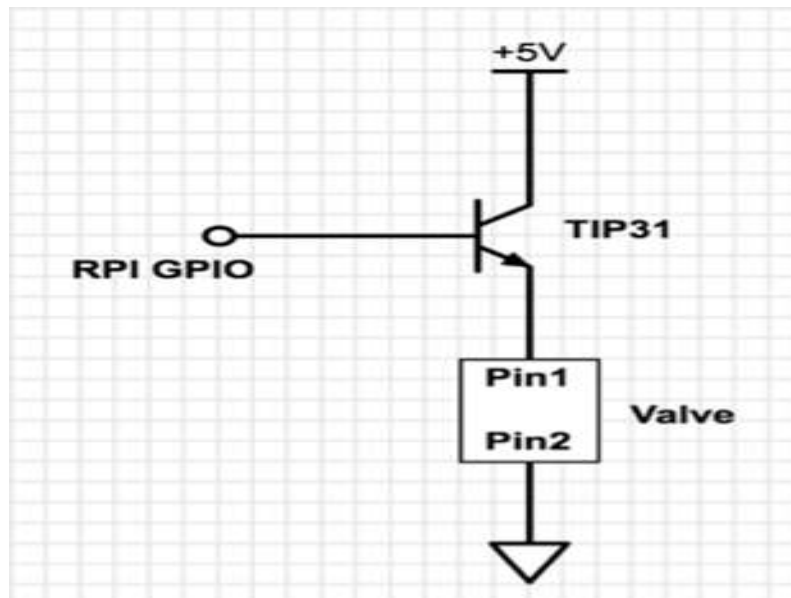 +5V
TIP31
RPI GPIO
Pin1
Valve
Pin2